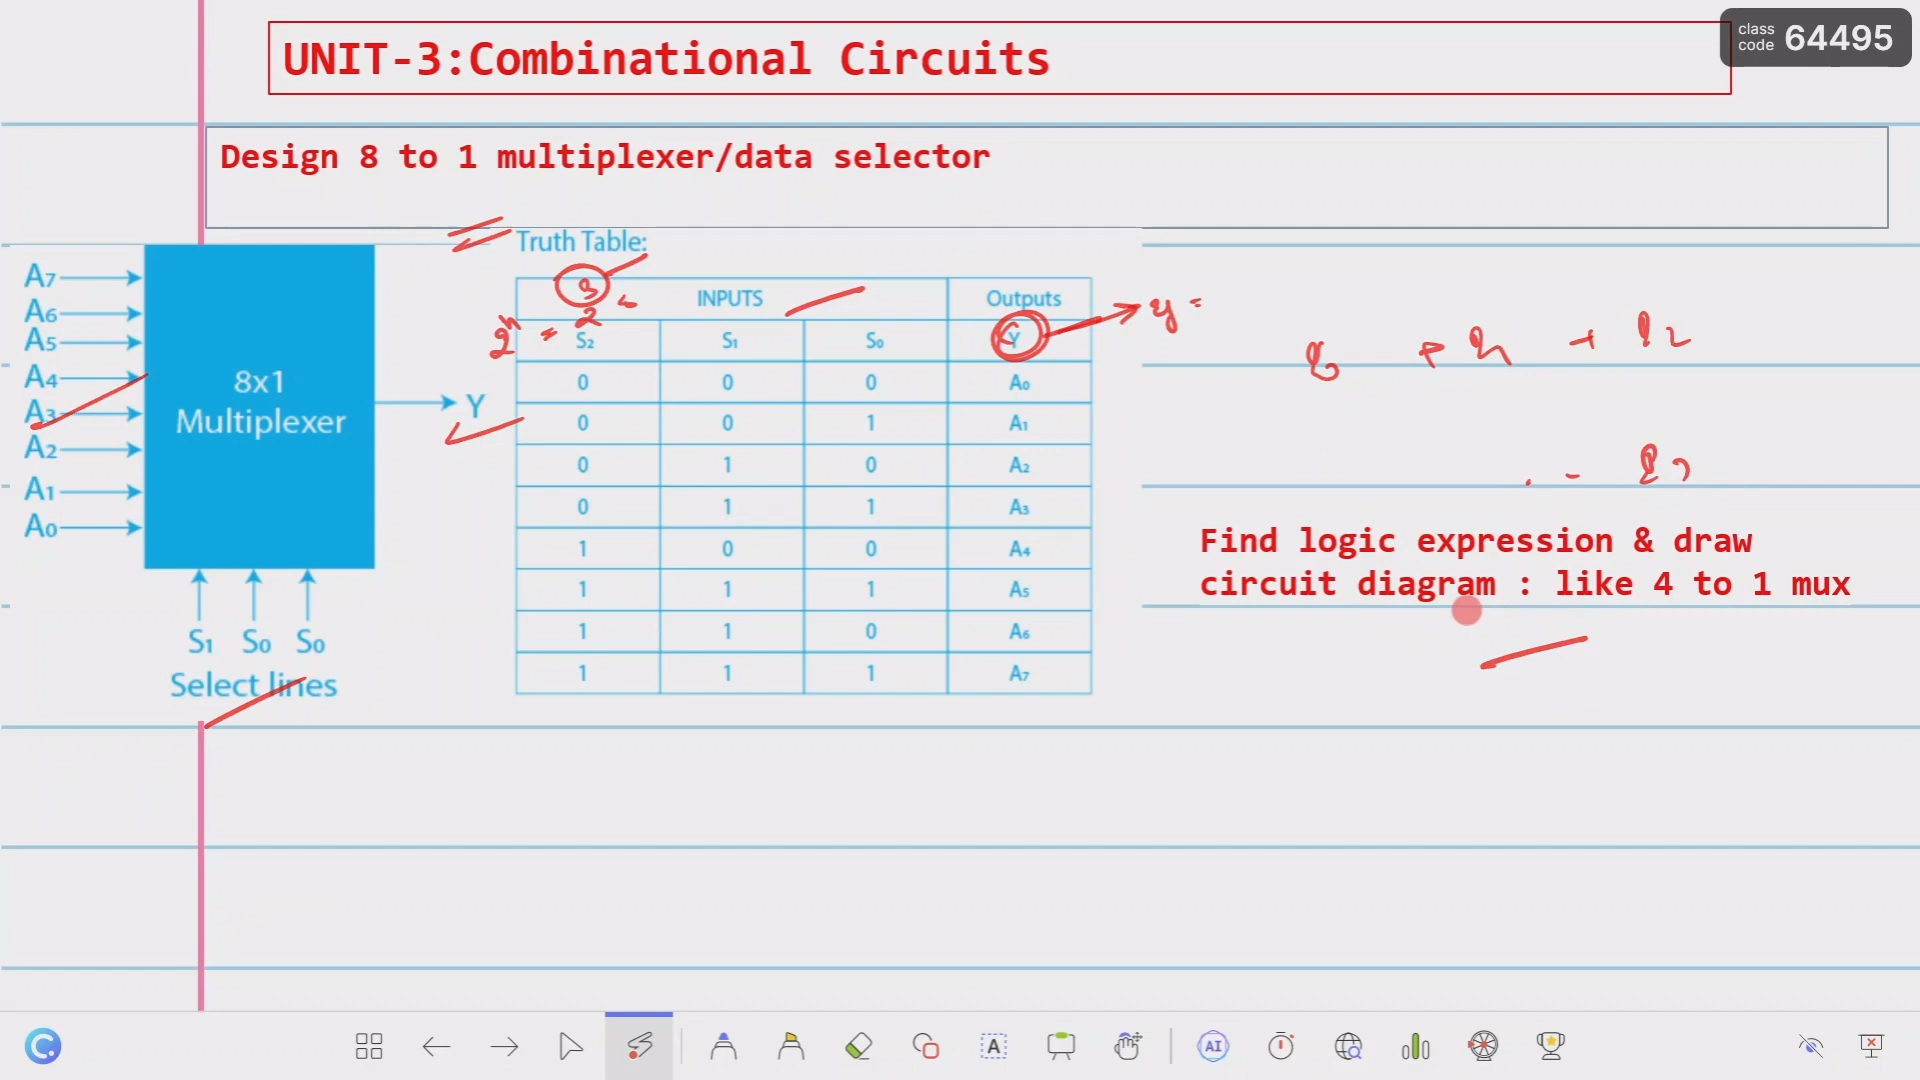 UNIT-3:Combinational Circuits
class code 64495
Design 8 to 1 multiplexer/data selector
Truth Table:
A7
A6
A5
A4
A3
A2
A1
A0
8x1
Multiplexer
Y
S1 S0 S0
Select lines
INPUTS Outputs
S2 S1 S0 Y
0 0 0 A0
0 0 1 A1
0 1 0 A2
0 1 1 A3
1 0 0 A4
1 1 1 A5
1 1 0 A6
1 1 1 A7
2^n = 2^3
y =
Find logic expression & draw
circuit diagram : like 4 to 1 mux
A
AI